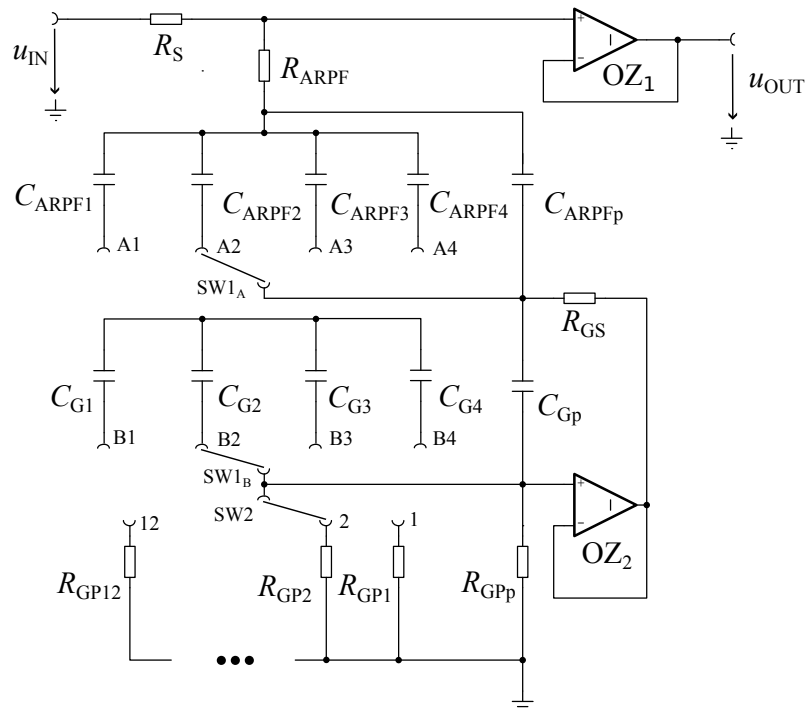 u_IN
R_S
R_ARPF
+
−
OZ_1
u_OUT
C_ARPF1
C_ARPF2
C_ARPF3
C_ARPF4
C_ARPFp
A1
A2
A3
A4
SW1_A
R_GS
C_G1
C_G2
C_G3
C_G4
C_Gp
B1
B2
B3
B4
SW1_B
SW2
+
−
OZ_2
12
2
1
R_GP12
R_GP2
R_GP1
R_GPp